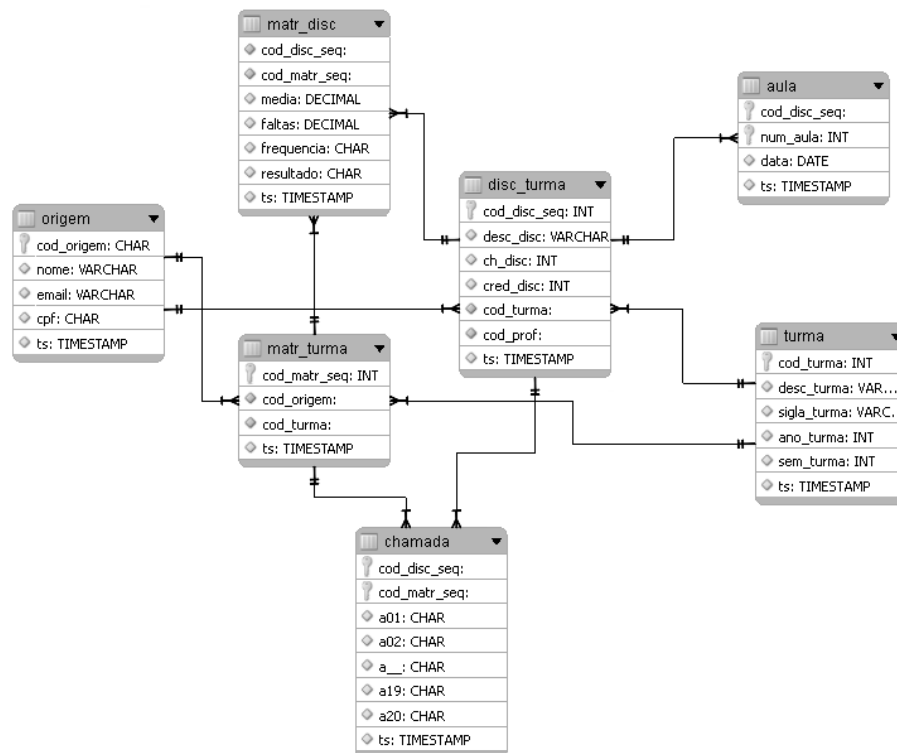 matr_disc
cod_disc_seq:
cod_matr_seq:
media: DECIMAL
faltas: DECIMAL
frequencia: CHAR
resultado: CHAR
ts: TIMESTAMP
aula
cod_disc_seq:
num_aula: INT
data: DATE
ts: TIMESTAMP
disc_turma
cod_disc_seq: INT
desc_disc: VARCHAR
ch_disc: INT
cred_disc: INT
cod_turma:
cod_prof:
ts: TIMESTAMP
origem
cod_origem: CHAR
nome: VARCHAR
email: VARCHAR
cpf: CHAR
ts: TIMESTAMP
matr_turma
cod_matr_seq: INT
cod_origem:
cod_turma:
ts: TIMESTAMP
turma
cod_turma: INT
desc_turma: VAR...
sigla_turma: VARC.
ano_turma: INT
sem_turma: INT
ts: TIMESTAMP
chamada
cod_disc_seq:
cod_matr_seq:
a01: CHAR
a02: CHAR
a__: CHAR
a19: CHAR
a20: CHAR
ts: TIMESTAMP